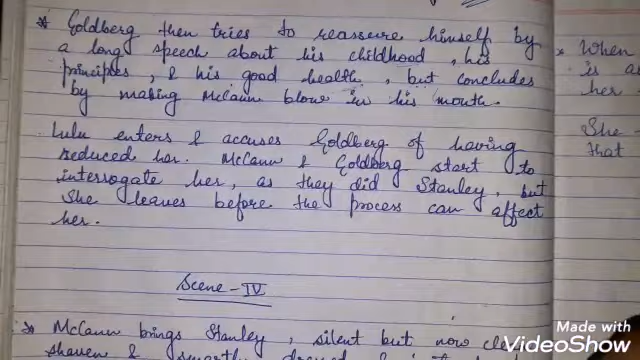 * Goldberg then tries to reassure himself by
a long speech about his childhood, his
principles, & his good health, but concludes
by making McCann blow in his mouth.
Lulu enters & accuses Goldberg of having
seduced her. McCann & Goldberg start to
interrogate her, as they did Stanley, but
she leaves before the process can affect
her.
Scene - IV
McCann brings Stanley, silent but now
shaven & smartly
* When
is
her
She
that
Made with
VideoShow